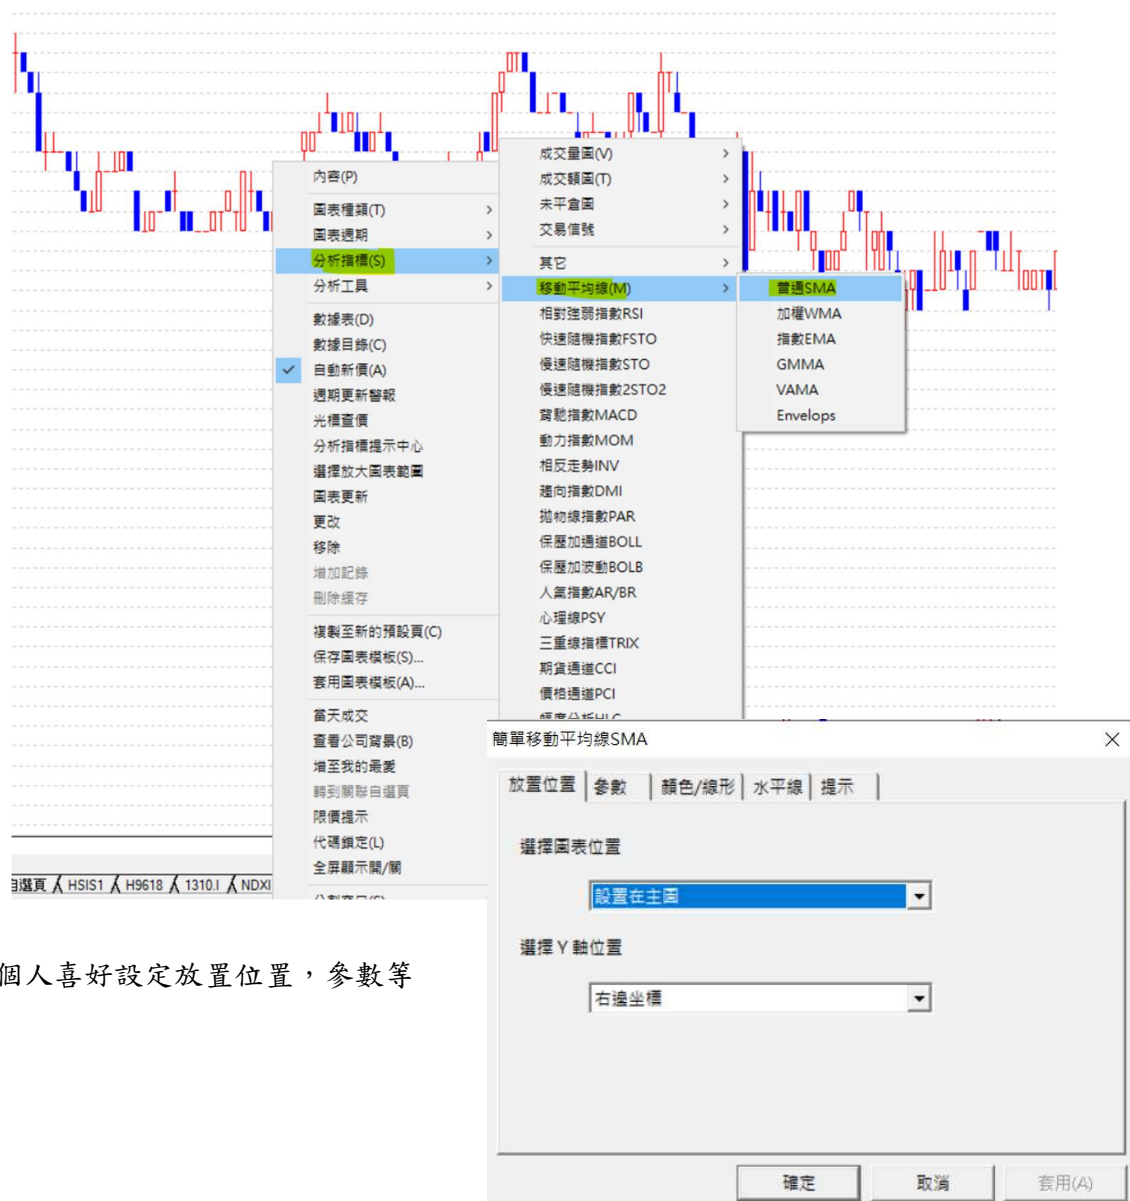 內容(P)
圖表種類(T)
圖表週期
分析指標(S)
分析工具
數據表(D)
數據目錄(C)
自動新價(A)
週期更新警報
光標查價
分析指標提示中心
選擇放大圖表範圍
圖表更新
更改
移除
增加記錄
刪除緩存
複製至新的預設頁(C)
保存圖表模板(S)...
套用圖表模板(A)...
當天成交
查看公司背景(B)
增至我的最愛
轉到關聯自選頁
限價提示
代碼鎖定(L)
全屏顯示開/關
成交量圖(V)
成交額圖(T)
未平倉圖
交易信號
其它
移動平均線(M)
相對強弱指數RSI
快速隨機指數FSTO
慢速隨機指數STO
慢速隨機指數2STO2
背馳指數MACD
動力指數MOM
相反走勢INV
趨向指數DMI
拋物線指數PAR
保歷加通道BOLL
保歷加波動BOLB
人氣指數AR/BR
心理線PSY
三重線指標TRIX
期貨通道CCI
價格通道PCI
普通SMA
加權WMA
指數EMA
GMMA
VAMA
Envelops
自選頁 HSIS1 H9618 1310.I NDXI
簡單移動平均線SMA
放置位置 參數 顏色/線形 水平線 提示
選擇圖表位置
設置在主圖
選擇 Y 軸位置
右邊坐標
確定 取消 套用(A)
個人喜好設定放置位置，參數等